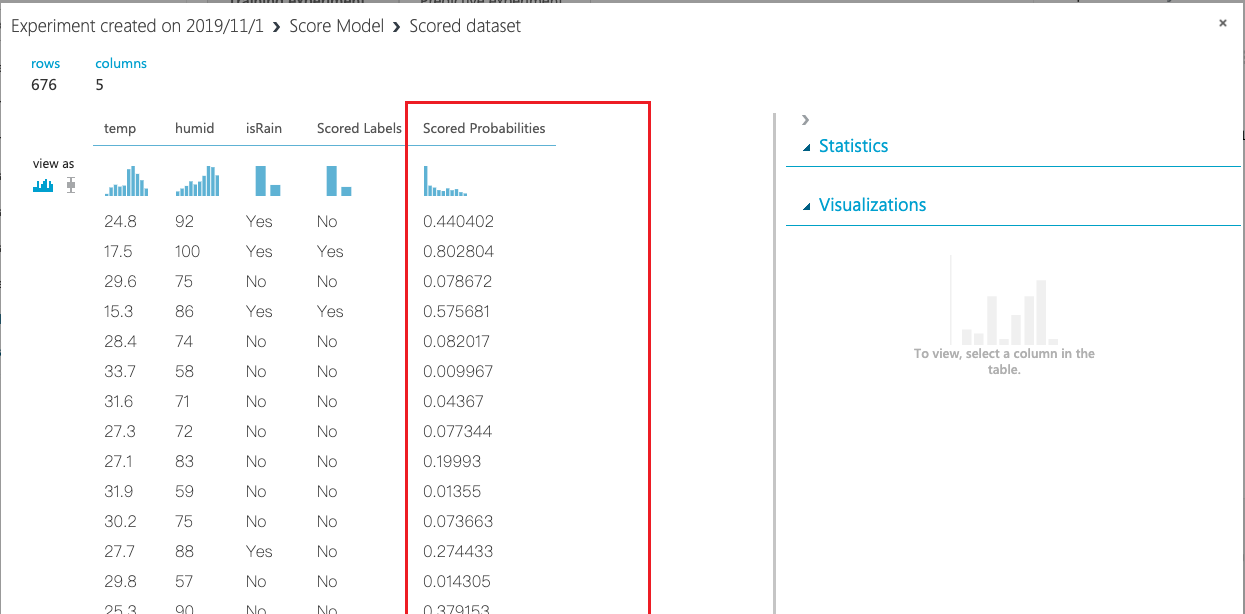 Training experiment Predictive experiment
Experiment created on 2019/11/1 › Score Model › Scored dataset ×
rows columns
676 5
temp humid isRain Scored Labels Scored Probabilities
view as
24.8 92 Yes No 0.440402
17.5 100 Yes Yes 0.802804
29.6 75 No No 0.078672
15.3 86 Yes Yes 0.575681
28.4 74 No No 0.082017
33.7 58 No No 0.009967
31.6 71 No No 0.04367
27.3 72 No No 0.077344
27.1 83 No No 0.19993
31.9 59 No No 0.01355
30.2 75 No No 0.073663
27.7 88 Yes No 0.274433
29.8 57 No No 0.014305
25.3 90 No No 0.379153
Statistics
Visualizations
To view, select a column in the
table.